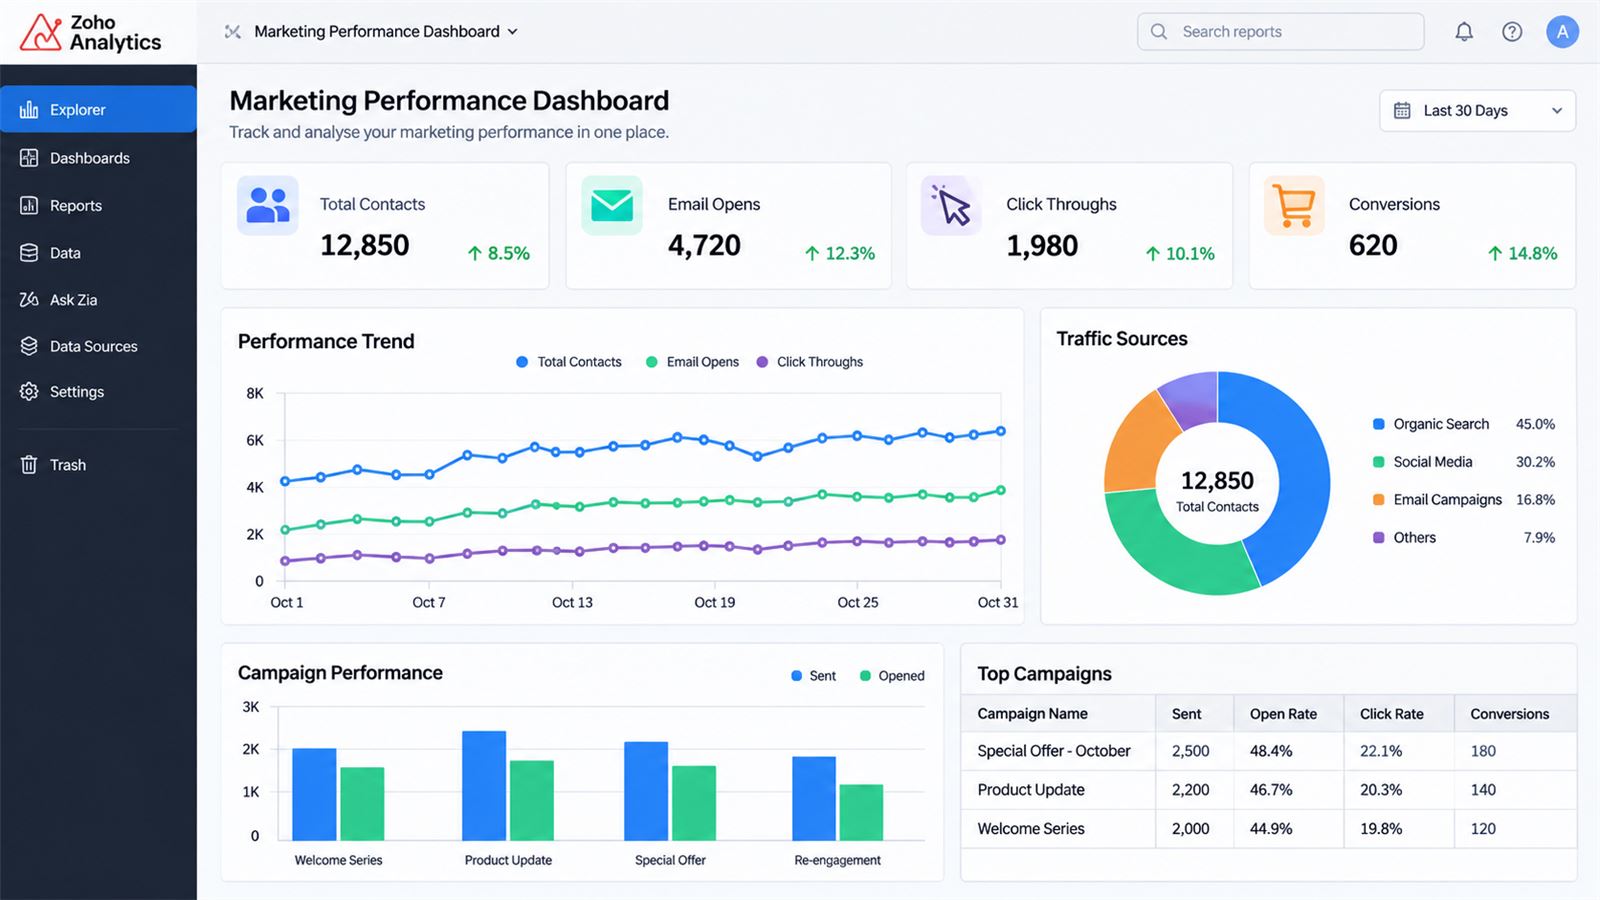 Zoho
Analytics
Marketing Performance Dashboard
Search reports
A
Explorer
Dashboards
Reports
Data
Ask Zia
Data Sources
Settings
Trash
Marketing Performance Dashboard
Track and analyse your marketing performance in one place.
Last 30 Days
Total Contacts
12,850
↑ 8.5%
Email Opens
4,720
↑ 12.3%
Click Throughs
1,980
↑ 10.1%
Conversions
620
↑ 14.8%
Performance Trend
Total Contacts
Email Opens
Click Throughs
8K
6K
4K
2K
0
Oct 1
Oct 7
Oct 13
Oct 19
Oct 25
Oct 31
Traffic Sources
12,850
Total Contacts
Organic Search 45.0%
Social Media 30.2%
Email Campaigns 16.8%
Others 7.9%
Campaign Performance
Sent
Opened
3K
2K
1K
0
Welcome Series
Product Update
Special Offer
Re-engagement
Top Campaigns
Campaign Name Sent Open Rate Click Rate Conversions
Special Offer - October 2,500 48.4% 22.1% 180
Product Update 2,200 46.7% 20.3% 140
Welcome Series 2,000 44.9% 19.8% 120